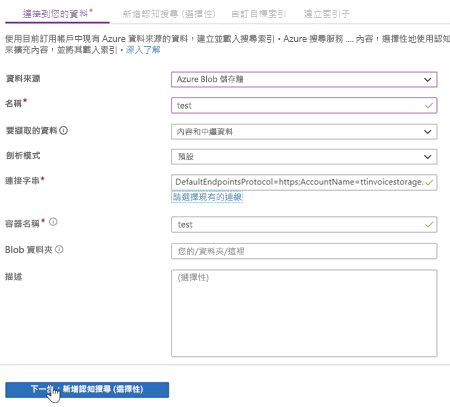 連接到您的資料* 新增認知搜尋 (選擇性) 自訂目標索引 建立索引子
使用目前訂用帳戶中現有 Azure 資料來源的資料，建立並載入搜尋索引。Azure 搜尋服務 .... 內容，選擇性地使用認知
來擴充內容，並將其載入索引。深入了解
資料來源 Azure Blob 儲存體
名稱* test
要擷取的資料 內容和中繼資料
剖析模式 預設
連接字串* DefaultEndpointsProtocol=https;AccountName=ttinvoicestorage.
請選擇現有的連線
容器名稱* test
Blob 資料夾 您的/資料夾/這裡
描述 (選擇性)
下一步：新增認知搜尋 (選擇性)